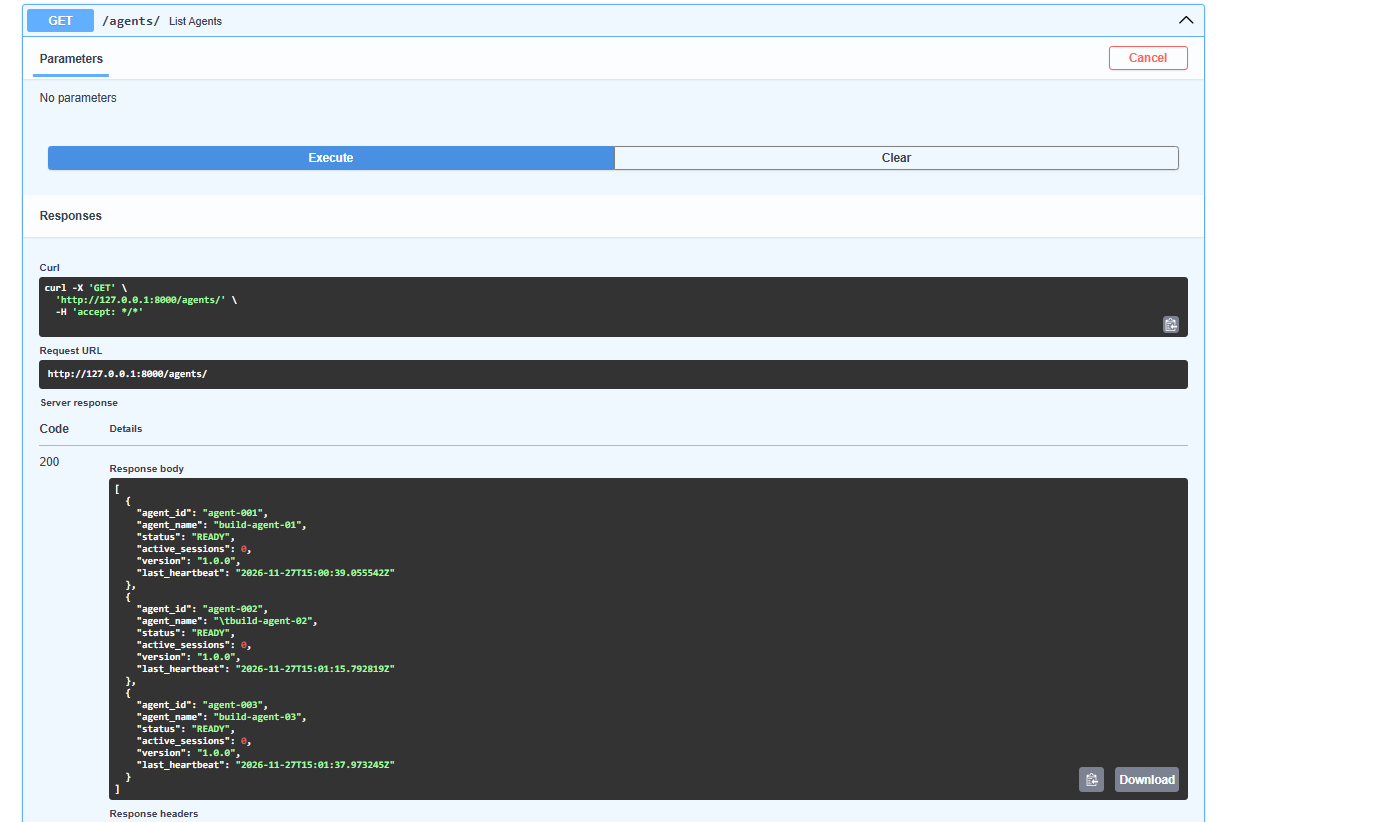 GET /agents/ List Agents
Parameters
Cancel
No parameters
Execute
Clear
Responses
Curl
curl -X 'GET' \
  'http://127.0.0.1:8000/agents/' \
  -H 'accept: */*'
Request URL
http://127.0.0.1:8000/agents/
Server response
Code Details
200
Response body
[
  {
    "agent_id": "agent-001",
    "agent_name": "build-agent-01",
    "status": "READY",
    "active_sessions": 0,
    "version": "1.0.0",
    "last_heartbeat": "2026-11-27T15:00:39.055542Z"
  },
  {
    "agent_id": "agent-002",
    "agent_name": "\tbuild-agent-02",
    "status": "READY",
    "active_sessions": 0,
    "version": "1.0.0",
    "last_heartbeat": "2026-11-27T15:01:15.792819Z"
  },
  {
    "agent_id": "agent-003",
    "agent_name": "build-agent-03",
    "status": "READY",
    "active_sessions": 0,
    "version": "1.0.0",
    "last_heartbeat": "2026-11-27T15:01:37.973245Z"
  }
]
Download
Response headers